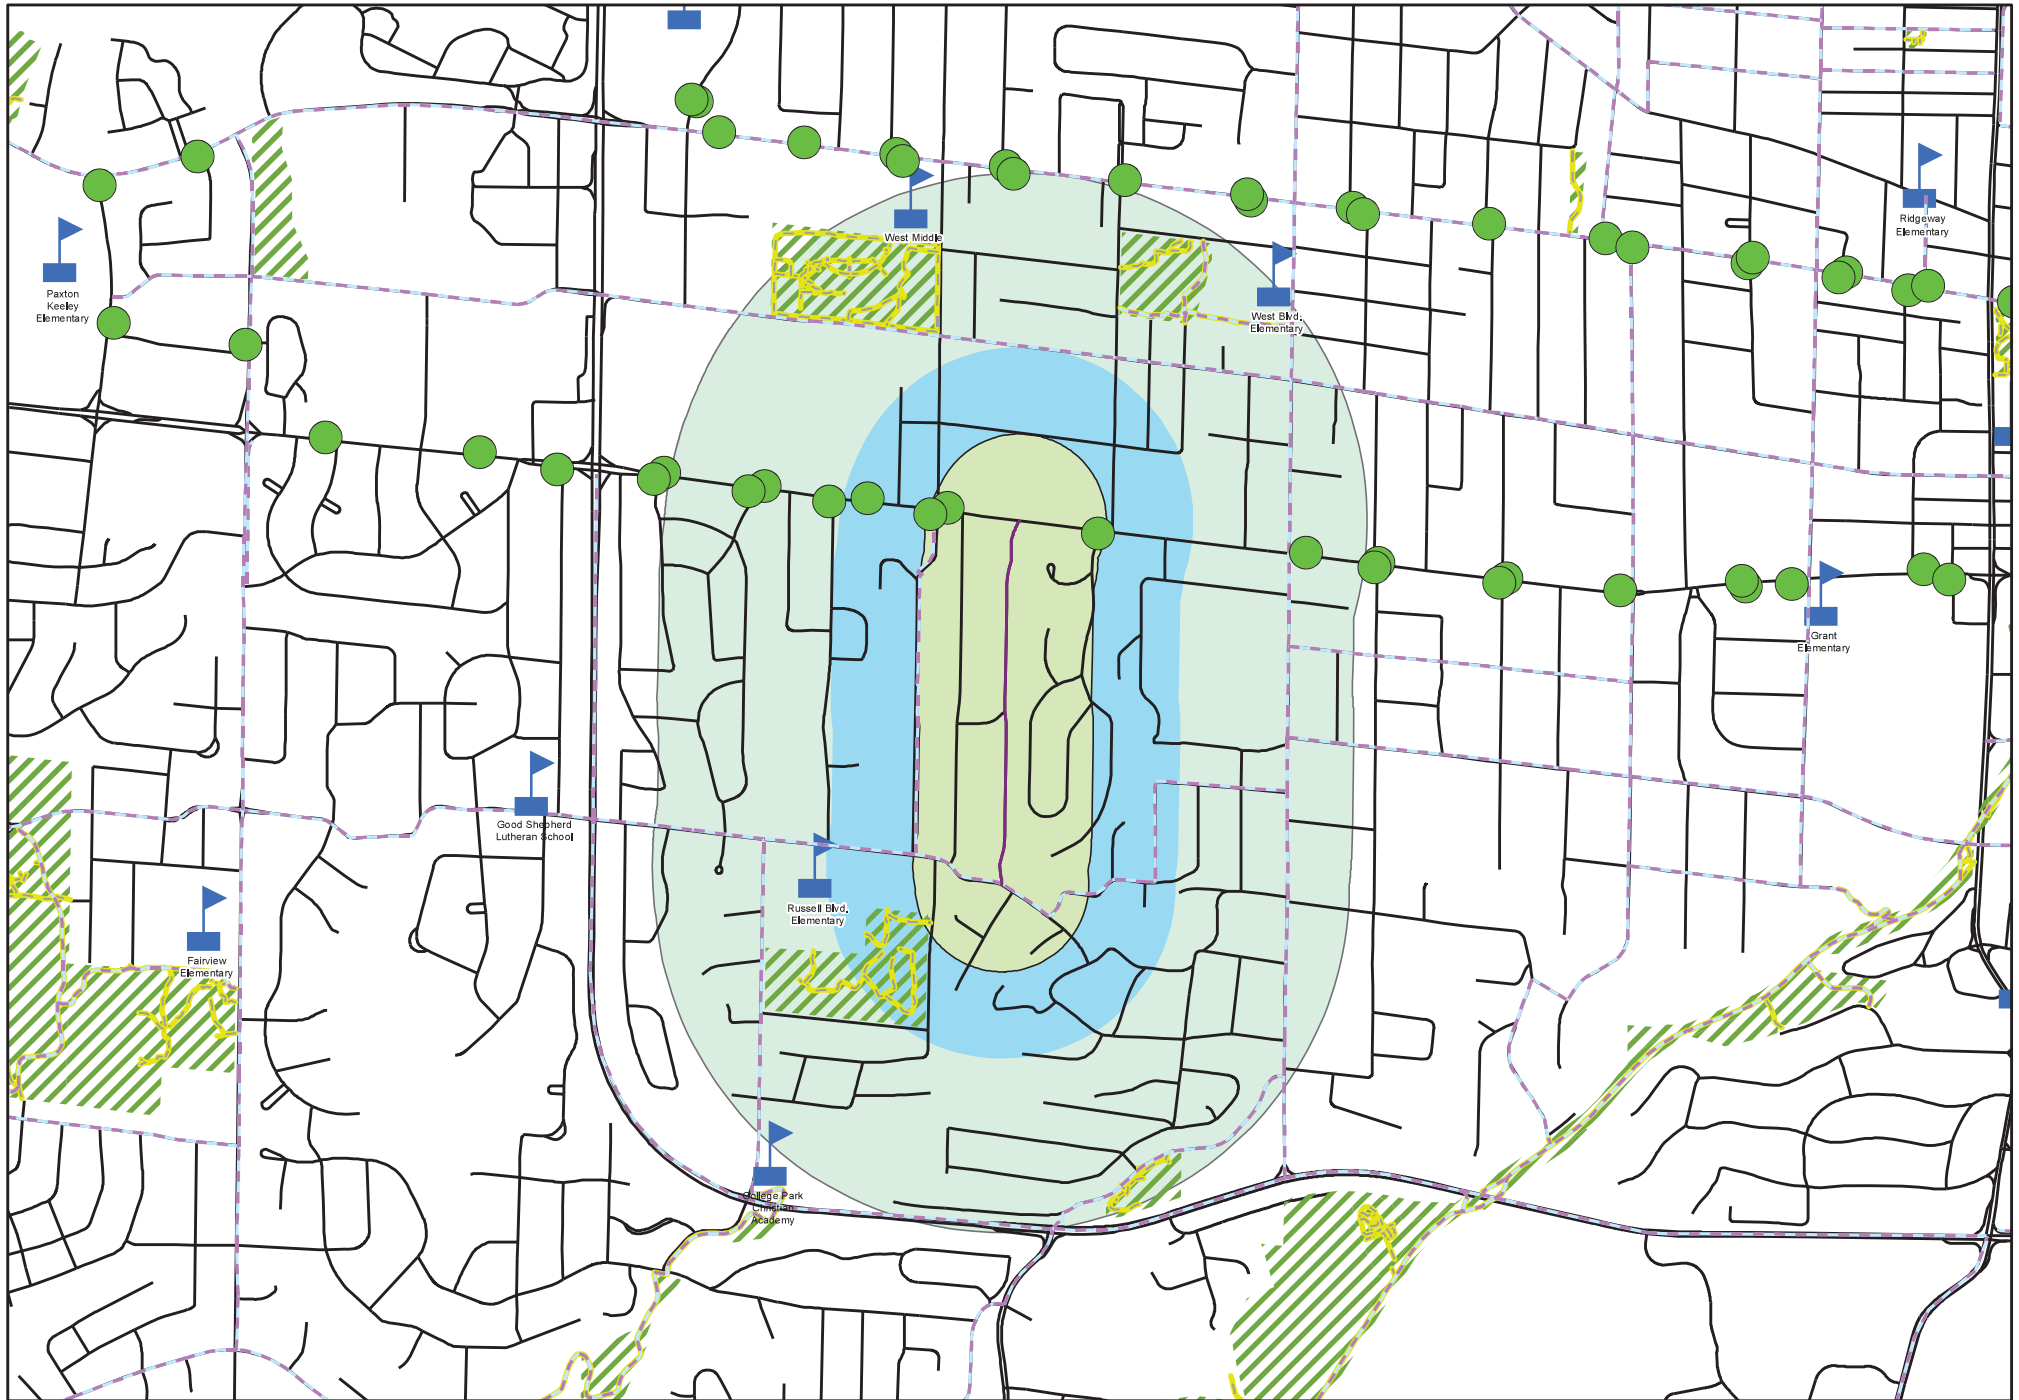 West Middle
Ridgeway
Elementary
Paxton
Keeley
Elementary
West Blvd.
Elementary
Grant
Elementary
Good Shepherd
Lutheran School
Russell Blvd.
Elementary
Fairview
Elementary
College Park
Christian
Academy